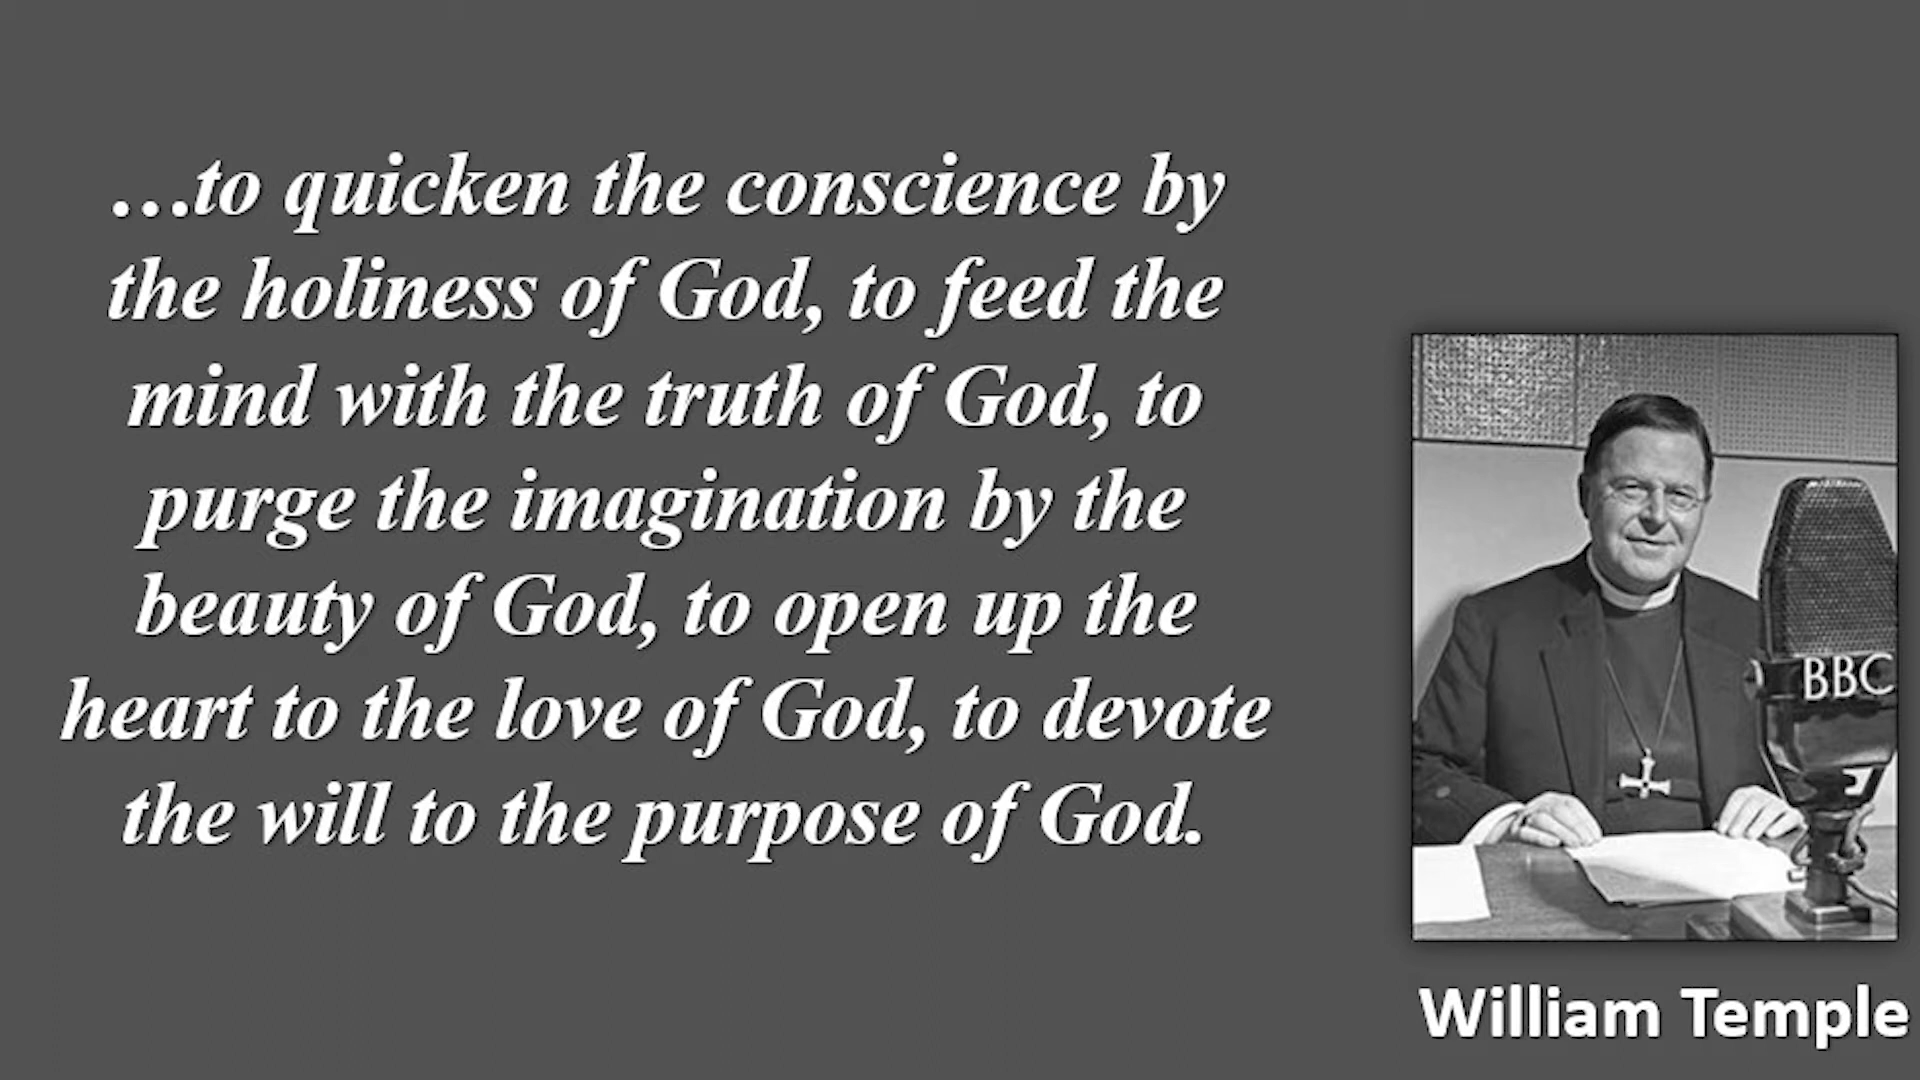 …to quicken the conscience by
the holiness of God, to feed the
mind with the truth of God, to
purge the imagination by the
beauty of God, to open up the
heart to the love of God, to devote
the will to the purpose of God.
BBC
William Temple